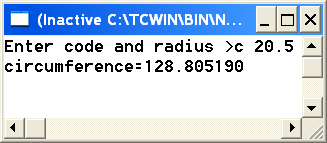 (Inactive C:\TCWIN\BIN\N...
Enter code and radius >c 20.5
circumference=128.805190